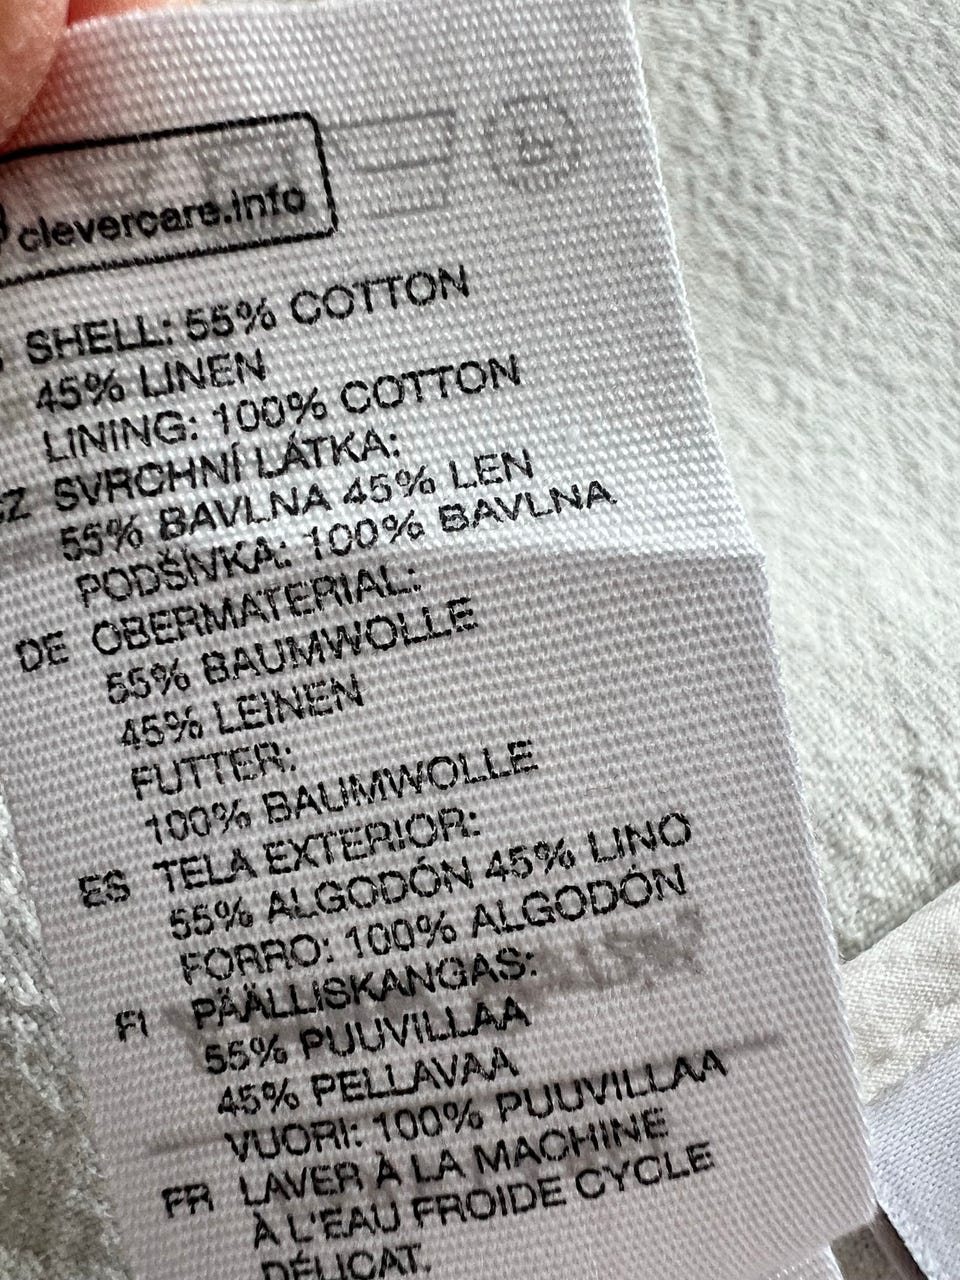 clevercare.info
SHELL: 55% COTTON
45% LINEN
LINING: 100% COTTON
CZ SVRCHNÍ LÁTKA:
55% BAVLNA 45% LEN
PODŠÍVKA: 100% BAVLNA
DE OBERMATERIAL:
55% BAUMWOLLE
45% LEINEN
FUTTER:
100% BAUMWOLLE
ES TELA EXTERIOR:
55% ALGODÓN 45% LINO
FORRO: 100% ALGODÓN
FI PÄÄLLISKANGAS:
55% PUUVILLAA
45% PELLAVAA
VUORI: 100% PUUVILLAA
FR LAVER À LA MACHINE
À L'EAU FROIDE CYCLE
DÉLICAT.